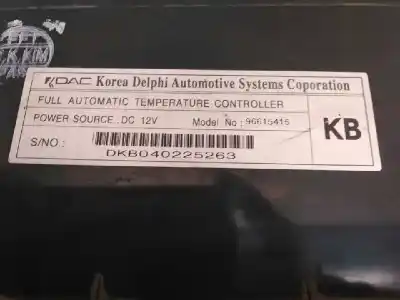 KDAC Korea Delphi Automotive Systems Coporation
FULL AUTOMATIC TEMPERATURE CONTROLLER
POWER SOURCE : DC 12V Model No : 96615416
KB
S/NO :
DKB040225263